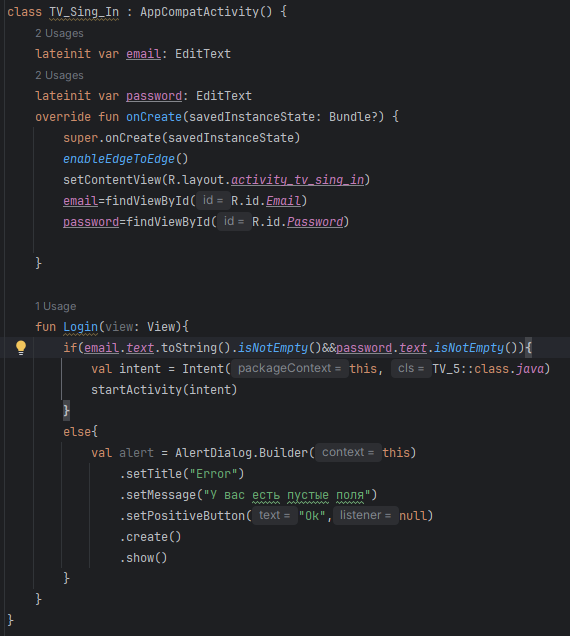 class TV_Sing_In : AppCompatActivity() {
2 Usages
lateinit var email: EditText
2 Usages
lateinit var password: EditText
override fun onCreate(savedInstanceState: Bundle?) {
super.onCreate(savedInstanceState)
enableEdgeToEdge()
setContentView(R.layout.activity_tv_sing_in)
email=findViewById( id = R.id.Email)
password=findViewById( id = R.id.Password)
}
1 Usage
fun Login(view: View){
if(email.text.toString().isNotEmpty()&&password.text.isNotEmpty()){
val intent = Intent( packageContext = this, cls = TV_5::class.java)
startActivity(intent)
}
else{
val alert = AlertDialog.Builder( context = this)
.setTitle("Error")
.setMessage("У вас есть пустые поля")
.setPositiveButton( text = "Ok", listener = null)
.create()
.show()
}
}
}